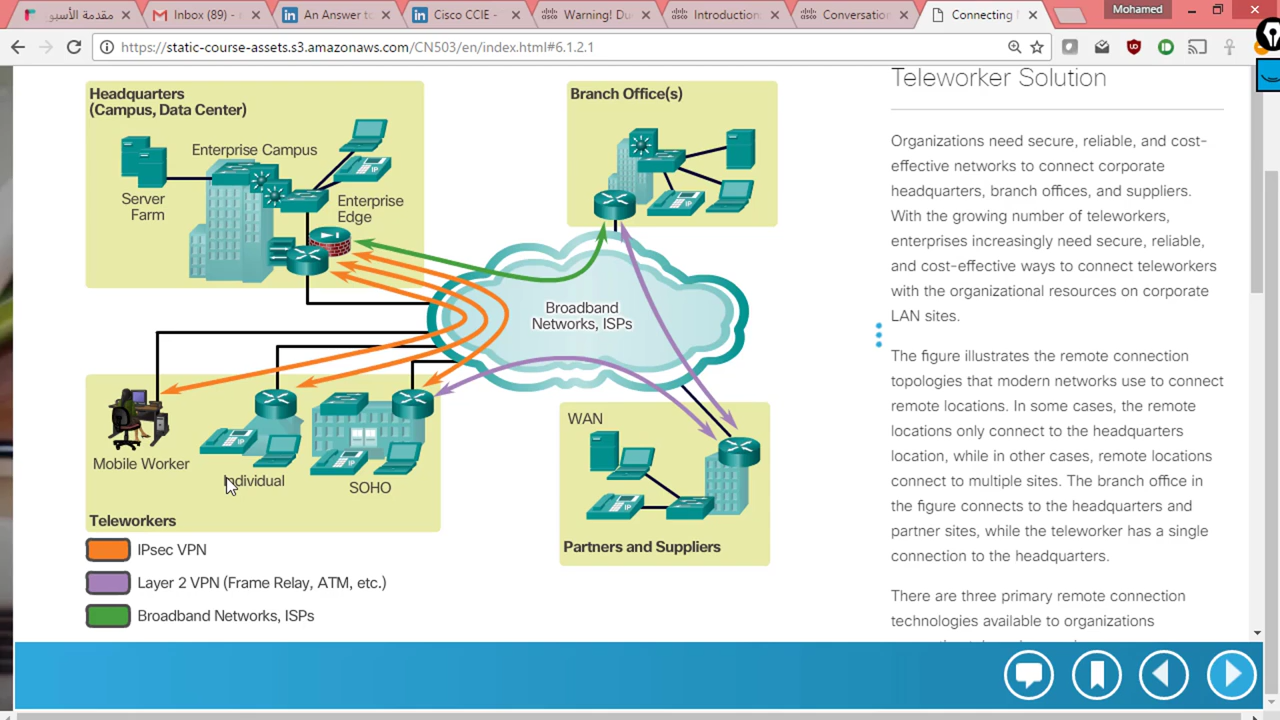 مقدمة الأسبو
Inbox (89) - e
An Answer to
Cisco CCIE -
Warning! Du
Introduction
Conversation
Connecting
Mohamed
https://static-course-assets.s3.amazonaws.com/CN503/en/index.html#6.1.2.1
Headquarters
(Campus, Data Center)
Enterprise Campus
Server
Farm
Enterprise
Edge
Branch Office(s)
IP
IP
Broadband
Networks, ISPs
Mobile Worker
Individual
SOHO
IP
IP
Teleworkers
WAN
IP
Partners and Suppliers
IPsec VPN
Layer 2 VPN (Frame Relay, ATM, etc.)
Broadband Networks, ISPs
Teleworker Solution
Organizations need secure, reliable, and cost-
effective networks to connect corporate
headquarters, branch offices, and suppliers.
With the growing number of teleworkers,
enterprises increasingly need secure, reliable,
and cost-effective ways to connect teleworkers
with the organizational resources on corporate
LAN sites.
The figure illustrates the remote connection
topologies that modern networks use to connect
remote locations. In some cases, the remote
locations only connect to the headquarters
location, while in other cases, remote locations
connect to multiple sites. The branch office in
the figure connects to the headquarters and
partner sites, while the teleworker has a single
connection to the headquarters.
There are three primary remote connection
technologies available to organizations